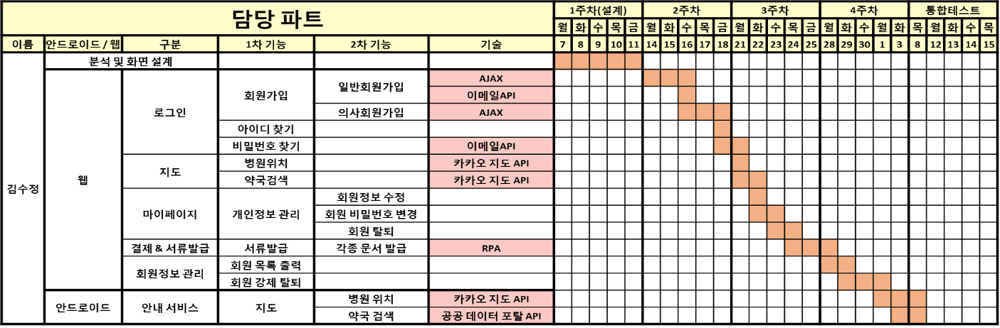 담당 파트
1주차(설계) 2주차 3주차 4주차 통합테스트
월 화 수 목 금 월 화 수 목 금 월 화 수 목 금 월 화 수 월 화 목 월 화 수 목
이름 안드로이드 / 웹 구분 1차 기능 2차 기능 기술 7 8 9 10 11 14 15 16 17 18 21 22 23 24 25 28 29 30 1 3 8 12 13 14 15
분석 및 화면 설계
AJAX
일반회원가입
회원가입 이메일API
로그인 의사회원가입 AJAX
아이디 찾기
비밀번호 찾기 이메일API
병원위치 카카오 지도 API
지도
웹 약국검색 카카오 지도 API
김수정
회원정보 수정
마이페이지 개인정보 관리 회원 비밀번호 변경
회원 탈퇴
결제 & 서류발급 서류발급 각종 문서 발급 RPA
회원 목록 출력
회원정보 관리
회원 강제 탈퇴
병원 위치 카카오 지도 API
안드로이드 안내 서비스 지도
약국 검색 공공 데이터 포탈 API